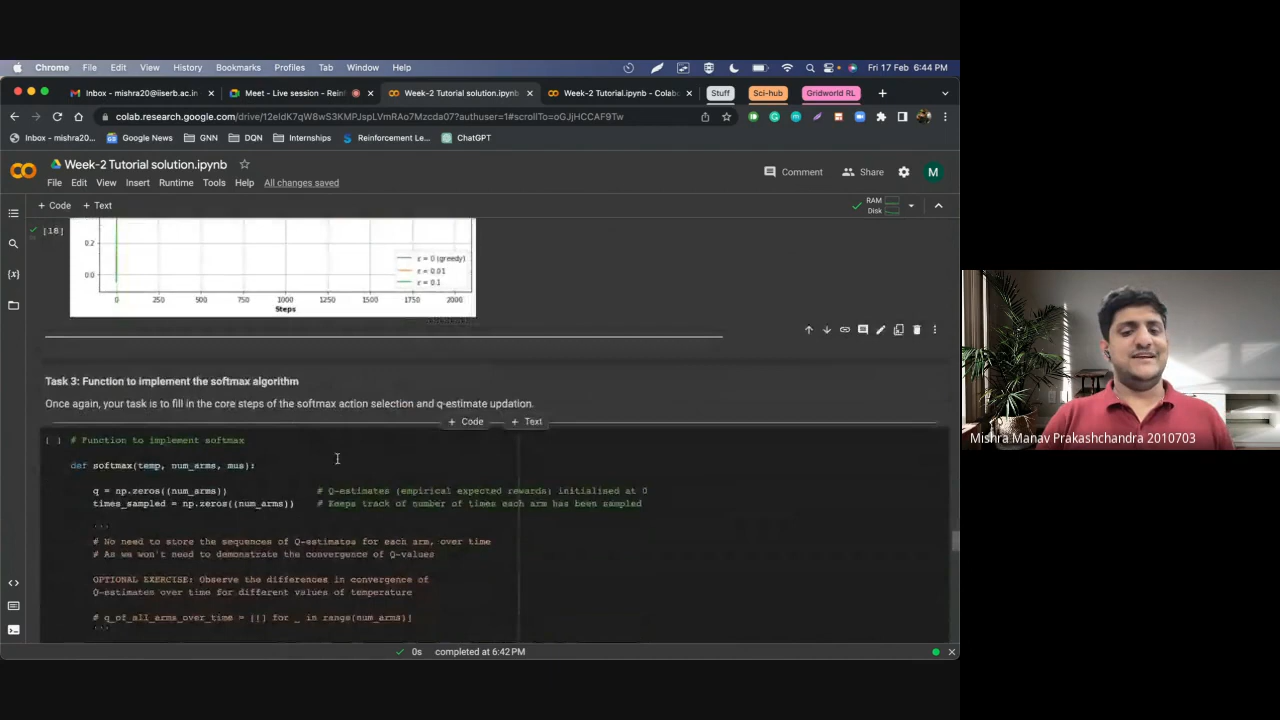 Chrome File Edit View History Bookmarks Profiles Tab Window Help Fri 17 Feb 6:44 PM
Inbox - mishra20@iiserb.ac.in Meet - Live session - Rein Week-2 Tutorial solution.ipynb Week-2 Tutorial.ipynb - Colab Stuff Sci-hub Gridworld RL
colab.research.google.com/drive/12eIdK7qW8wS3KMPJspLVmRAo7Mzcda07?authuser=1#scrollTo=oGJjHCCAF9Tw
Inbox - mishra20... Google News GNN DQN Internships Reinforcement Le... ChatGPT
Week-2 Tutorial solution.ipynb
Comment Share M
File Edit View Insert Runtime Tools Help All changes saved
+ Code + Text RAM
Disk
[18]
0.2
0.0
ε = 0 (greedy)
ε = 0.01
ε = 0.1
0 250 500 750 1000 1250 1500 1750 2000
Steps
Task 3: Function to implement the softmax algorithm
Once again, your task is to fill in the core steps of the softmax action selection and q-estimate updation.
+ Code + Text
[ ] # Function to implement softmax
def softmax(temp, num_arms, mus):
q = np.zeros((num_arms)) # Q-estimates (empirical expected rewards) initialised at 0
times_sampled = np.zeros((num_arms)) # Keeps track of number of times each arm has been sampled
'''
# No need to store the sequences of Q-estimates for each arm, over time
# As we won't need to demonstrate the convergence of Q-values
OPTIONAL EXERCISE: Observe the differences in convergence of
Q-estimates over time for different values of temperature
# q_of_all_arms_over_time = [[] for _ in range(num_arms)]
'''
0s completed at 6:42 PM
Mishra Manav Prakashchandra 2010703